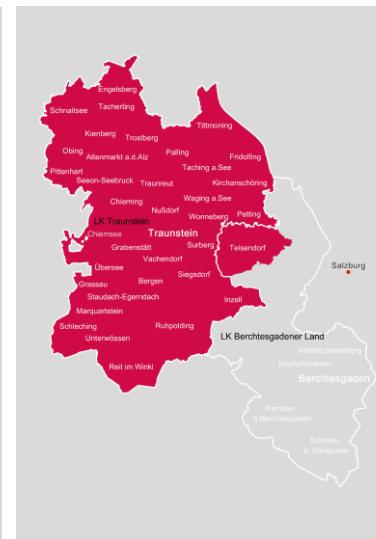 Engelsberg
Schnaitsee
Tacherting
Tittmoning
Kienberg
Trostberg
Obing
Altenmarkt a.d.Alz
Palling
Fridolfing
Taching a.See
Pittenhart
Seeon-Seebruck
Traunreut
Kirchanschöring
Chieming
Nußdorf
Waging a.See
LK Traunstein
Wonneberg
Petting
Chiemsee
Traunstein
Grabenstätt
Surberg
Teisendorf
Vachendorf
Übersee
Siegsdorf
Salzburg
Grassau
Bergen
Staudach-Egerndach
Inzell
Marquartstein
Schleching
Ruhpolding
Unterwössen
LK Berchtesgadener Land
Marktschellenberg
Bischofswiesen
Reit im Winkl
Berchtesgaden
Ramsau
b.Berchtesgaden
Schönau
a. Königssee